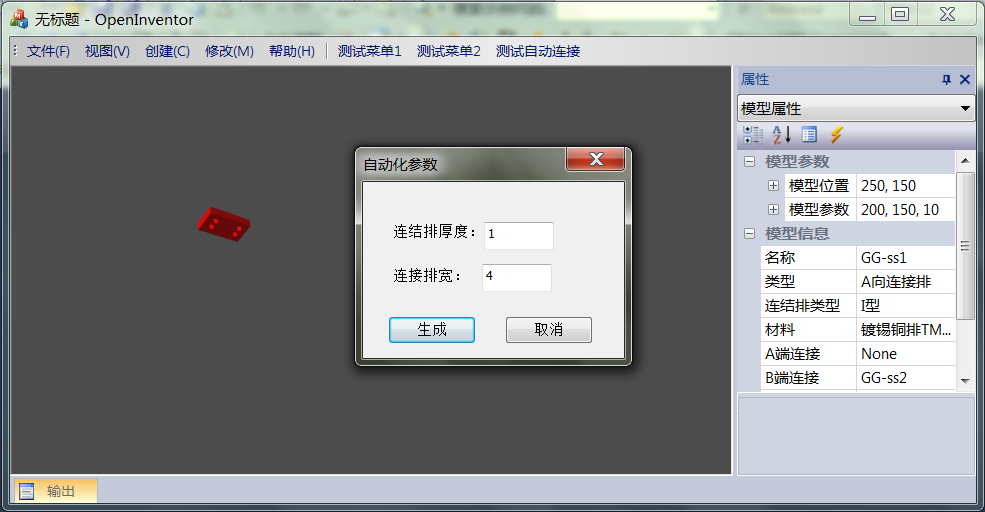 无标题 - OpenInventor
文件(F) 视图(V) 创建(C) 修改(M) 帮助(H) 测试菜单1 测试菜单2 测试自动连接
属性
模型属性
模型参数
模型位置 250, 150
模型参数 200, 150, 10
模型信息
名称 GG-ss1
类型 A向连接排
连结排类型 I型
材料 镀锡铜排TM...
A端连接 None
B端连接 GG-ss2
自动化参数
连结排厚度： 1
连接排宽： 4
生成 取消
输出